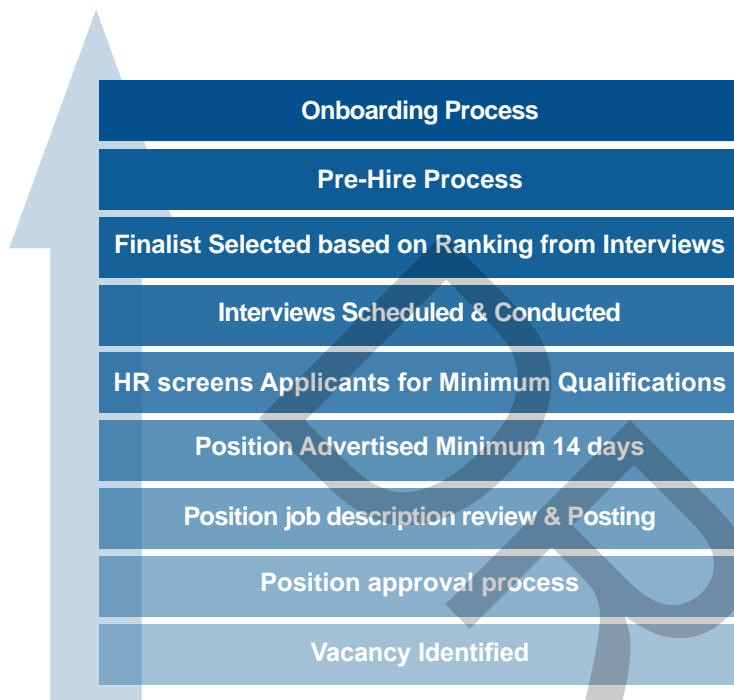 Onboarding Process
Pre-Hire Process
Finalist Selected based on Ranking from Interviews
Interviews Scheduled & Conducted
HR screens Applicants for Minimum Qualifications
Position Advertised Minimum 14 days
Position job description review & Posting
Position approval process
Vacancy Identified
DR